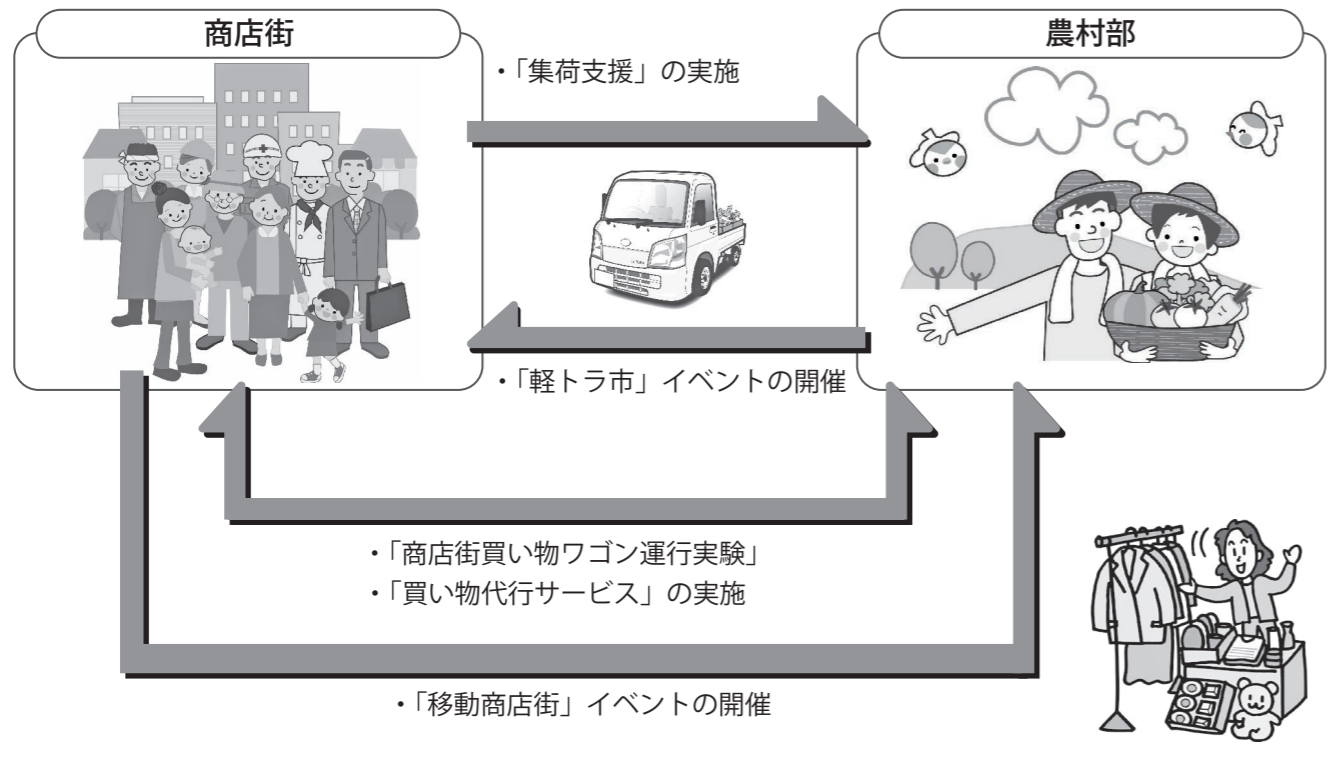 商店街
農村部
・「集荷支援」の実施
・「軽トラ市」イベントの開催
・「商店街買い物ワゴン運行実験」
・「買い物代行サービス」の実施
・「移動商店街」イベントの開催